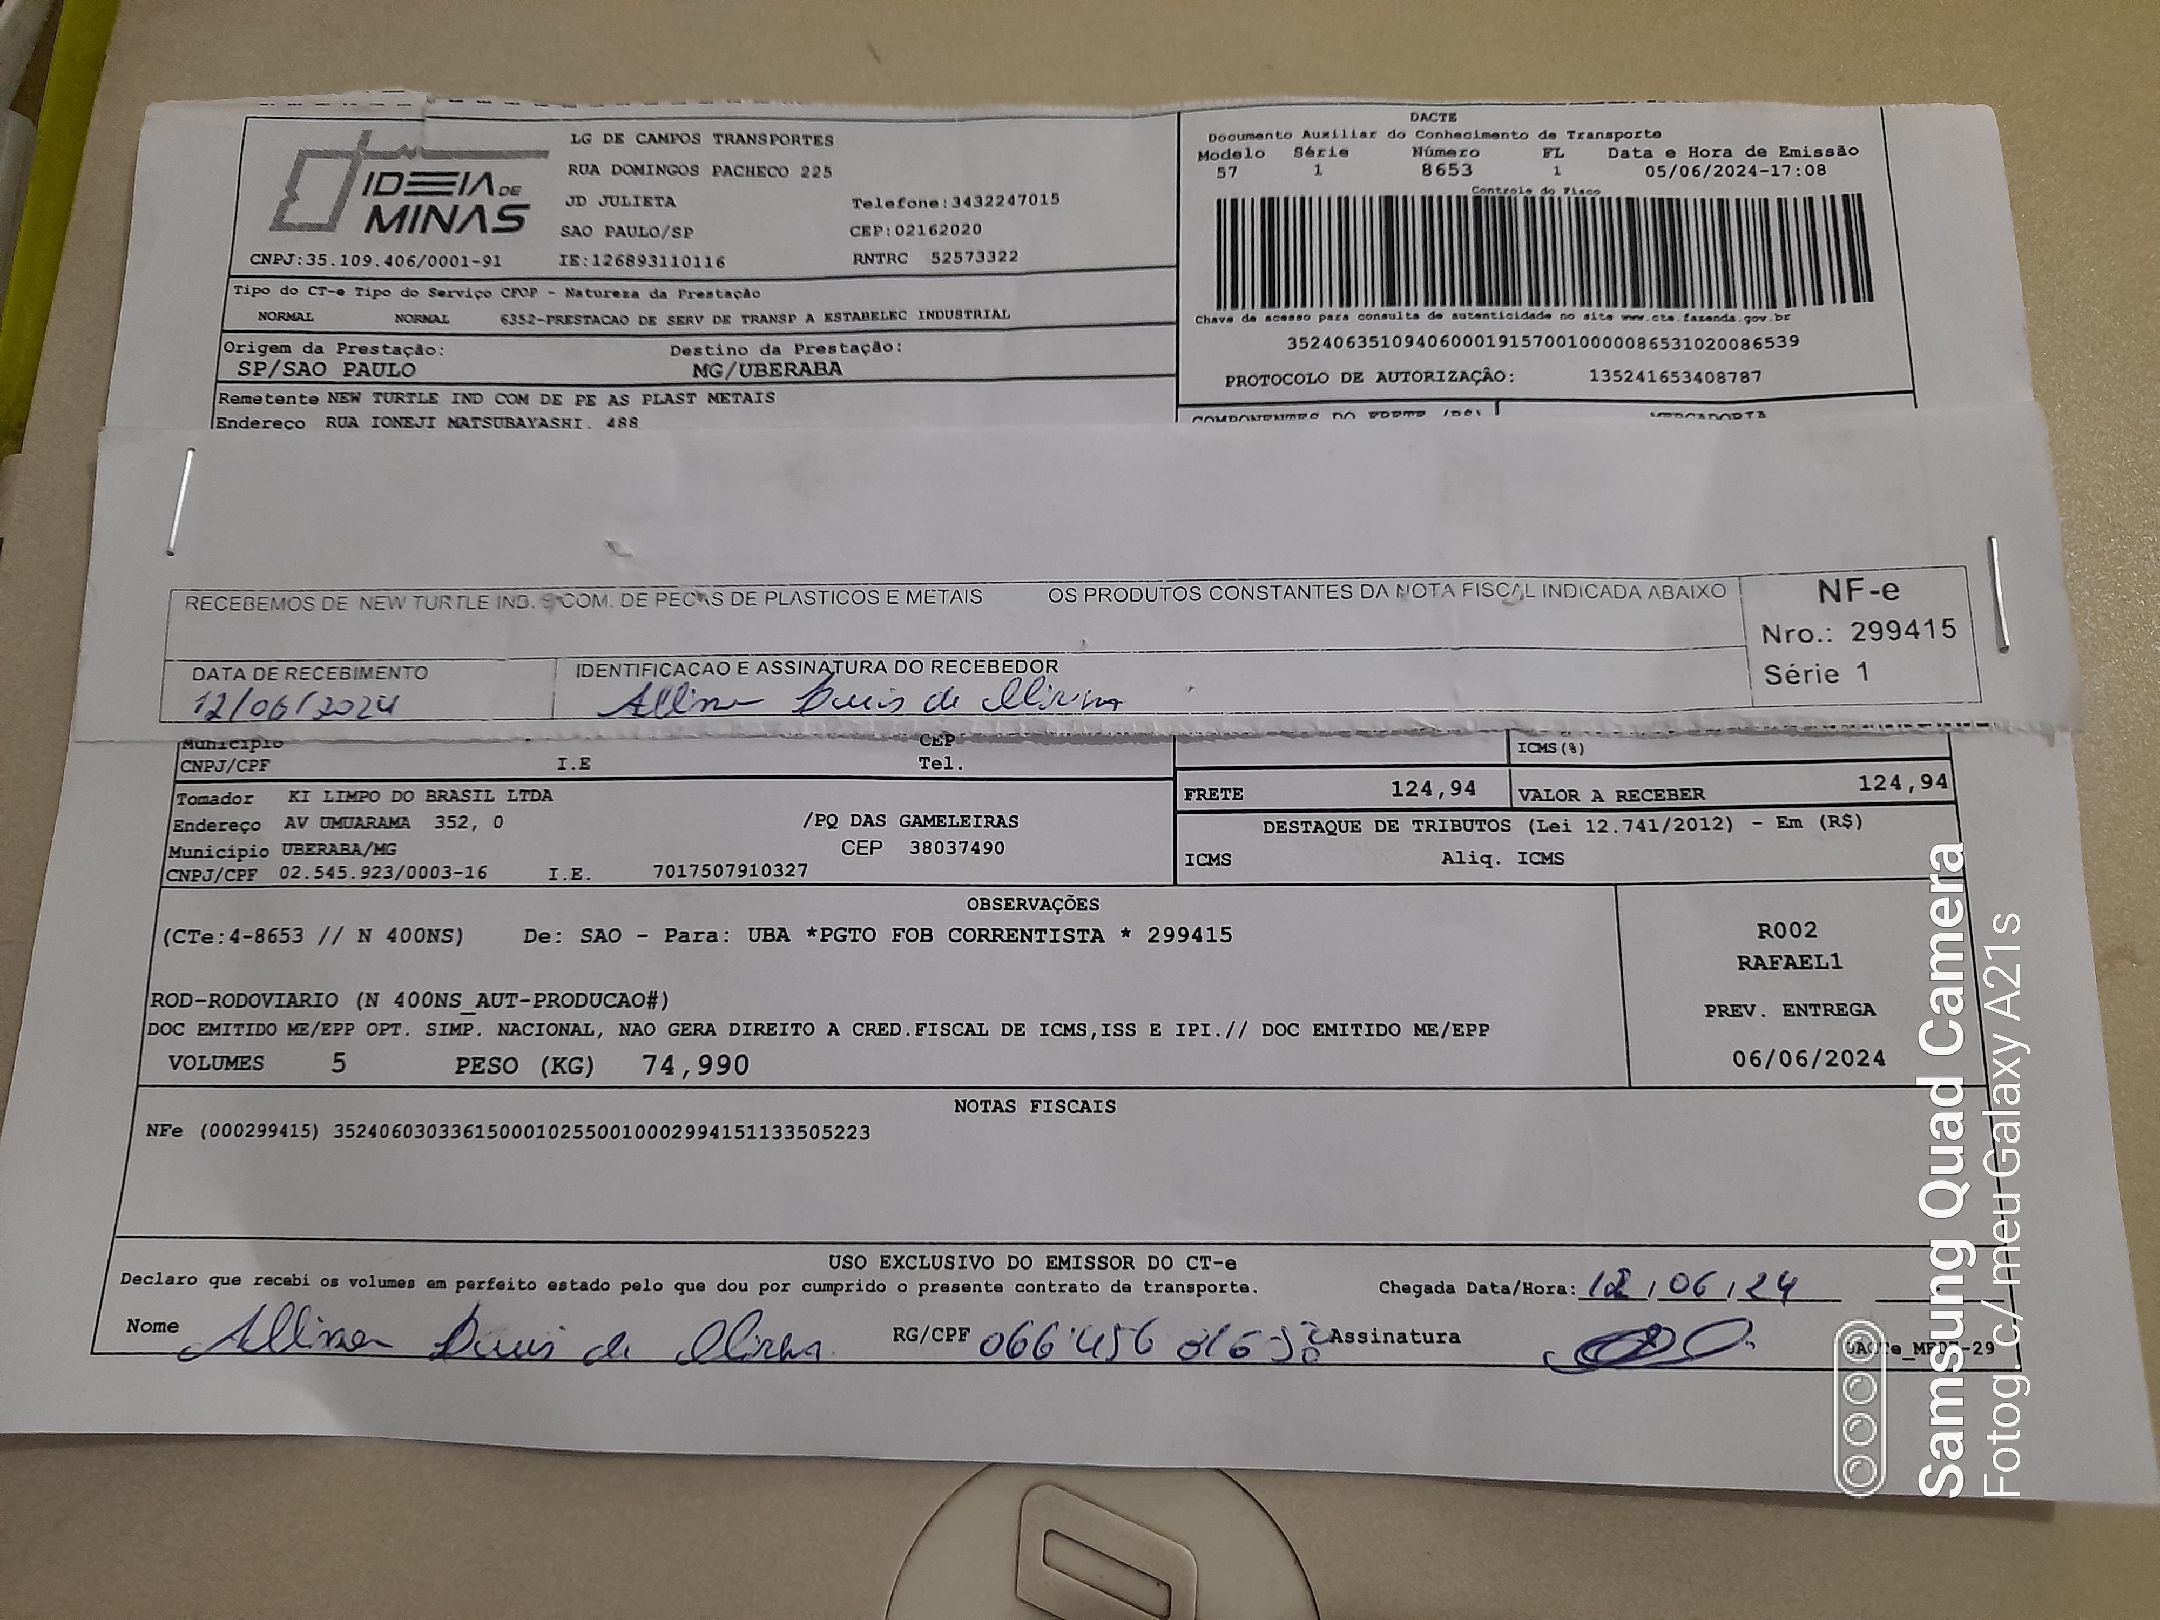 IDEIA DE
MINAS
LG DE CAMPOS TRANSPORTES
RUA DOMINGOS PACHECO 225
JD JULIETA Telefone:3432247015
SAO PAULO/SP CEP:02162020
CNPJ:35.109.406/0001-91 IE:126893110116 RNTRC 52573322
DACTE
Documento Auxiliar do Conhecimento de Transporte
Modelo Série Número FL Data e Hora de Emissão
57 1 8653 1 05/06/2024-17:08
Controle do Fisco
Chave de acesso para consulta de autenticidade no site www.cte.fazenda.gov.br
35240635109406000191570010000086531020086539
PROTOCOLO DE AUTORIZAÇÃO: 135241653408787
Tipo do CT-e Tipo do Serviço CFOP - Natureza da Prestação
NORMAL NORMAL 6352-PRESTACAO DE SERV DE TRANSP A ESTABELEC INDUSTRIAL
Origem da Prestação: Destino da Prestação:
SP/SAO PAULO MG/UBERABA
Remetente NEW TURTLE IND COM DE PE AS PLAST METAIS
Endereço RUA IONEJI MATSUBAYASHI, 488
COMPONENTES DO FRETE (R$) MERCADORIA
RECEBEMOS DE NEW TURTLE IND. E COM. DE PECAS DE PLASTICOS E METAIS OS PRODUTOS CONSTANTES DA NOTA FISCAL INDICADA ABAIXO
NF-e
Nro.: 299415
Série 1
DATA DE RECEBIMENTO IDENTIFICACAO E ASSINATURA DO RECEBEDOR
12/06/2024 de
Município CEP
CNPJ/CPF I.E Tel.
ICMS(%)
FRETE 124,94 VALOR A RECEBER 124,94
Tomador KI LIMPO DO BRASIL LTDA
Endereço AV UMUARAMA 352, 0 /PQ DAS GAMELEIRAS
Município UBERABA/MG CEP 38037490
CNPJ/CPF 02.545.923/0003-16 I.E. 7017507910327
DESTAQUE DE TRIBUTOS (Lei 12.741/2012) - Em (R$)
ICMS Aliq. ICMS
OBSERVAÇÕES
(CTe:4-8653 // N 400NS) De: SAO - Para: UBA *PGTO FOB CORRENTISTA * 299415
ROD-RODOVIARIO (N 400NS_AUT-PRODUCAO#)
DOC EMITIDO ME/EPP OPT. SIMP. NACIONAL, NAO GERA DIREITO A CRED.FISCAL DE ICMS,ISS E IPI.// DOC EMITIDO ME/EPP
VOLUMES 5 PESO (KG) 74,990
R002
RAFAEL1
PREV. ENTREGA
06/06/2024
NOTAS FISCAIS
NFe (000299415) 35240603033615000102550010002994151133505223
USO EXCLUSIVO DO EMISSOR DO CT-e
Declaro que recebi os volumes em perfeito estado pelo que dou por cumprido o presente contrato de transporte. Chegada Data/Hora: 12/06/24
Nome de RG/CPF 066 456 Assinatura
Samsung Quad Camera
Fotog. c/ meu Galaxy A21s